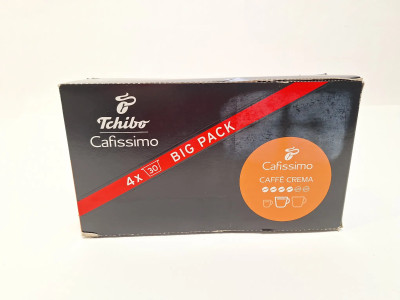 Tchibo
Cafissimo
4x 30 BIG PACK
Cafissimo
CAFFÈ CREMA